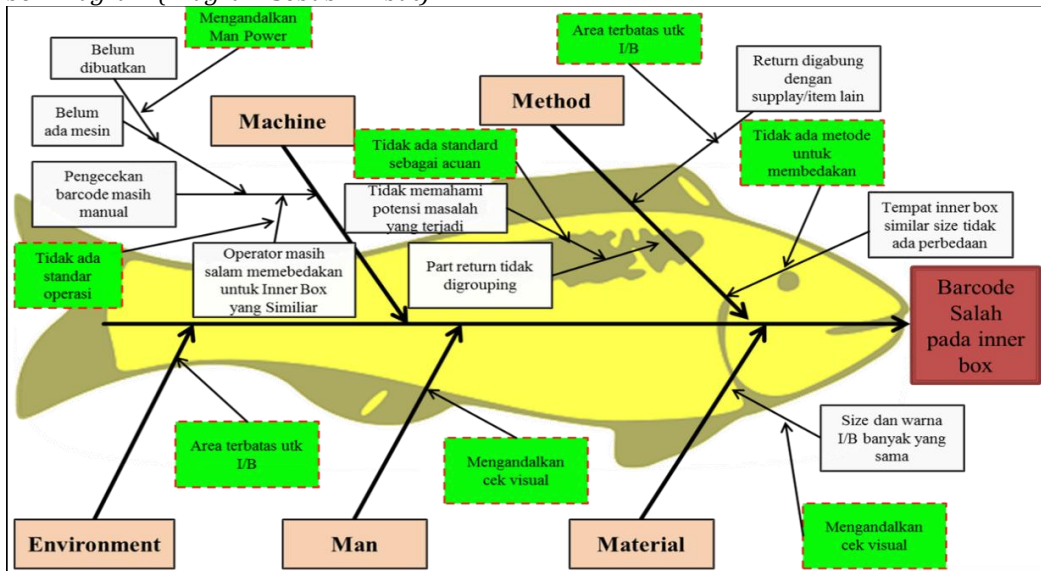 Mengandalkan
Man Power
Belum
dibuatkan
Belum
ada mesin
Pengecekan
barcode masih
manual
Tidak ada
standar
operasi
Machine
Operator masih
salam memebedakan
untuk Inner Box
yang Similiar
Area terbatas utk
I/B
Method
Return digabung
dengan
supplay/item lain
Tidak ada standard
sebagai acuan
Tidak memahami
potensi masalah
yang terjadi
Part return tidak
digrouping
Tidak ada metode
untuk
membedakan
Tempat inner box
similar size tidak
ada perbedaan
Barcode
Salah
pada inner
box
Area terbatas utk
I/B
Mengandalkan
cek visual
Size dan warna
I/B banyak yang
sama
Mengandalkan
cek visual
Environment
Man
Material